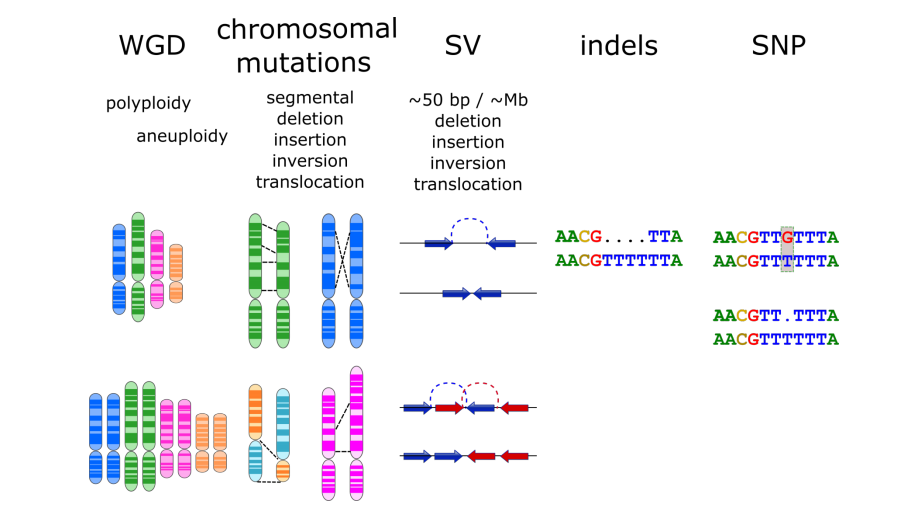 WGD
polyploidy
aneuploidy
chromosomal
mutations
segmental
deletion
insertion
inversion
translocation
SV
~50 bp / ~Mb
deletion
insertion
inversion
translocation
indels
AACG....TTA
AACGTTTTTTA
SNP
AACGTTGTTTA
AACGTTTTTTA
AACGTT.TTTA
AACGTTTTTTA